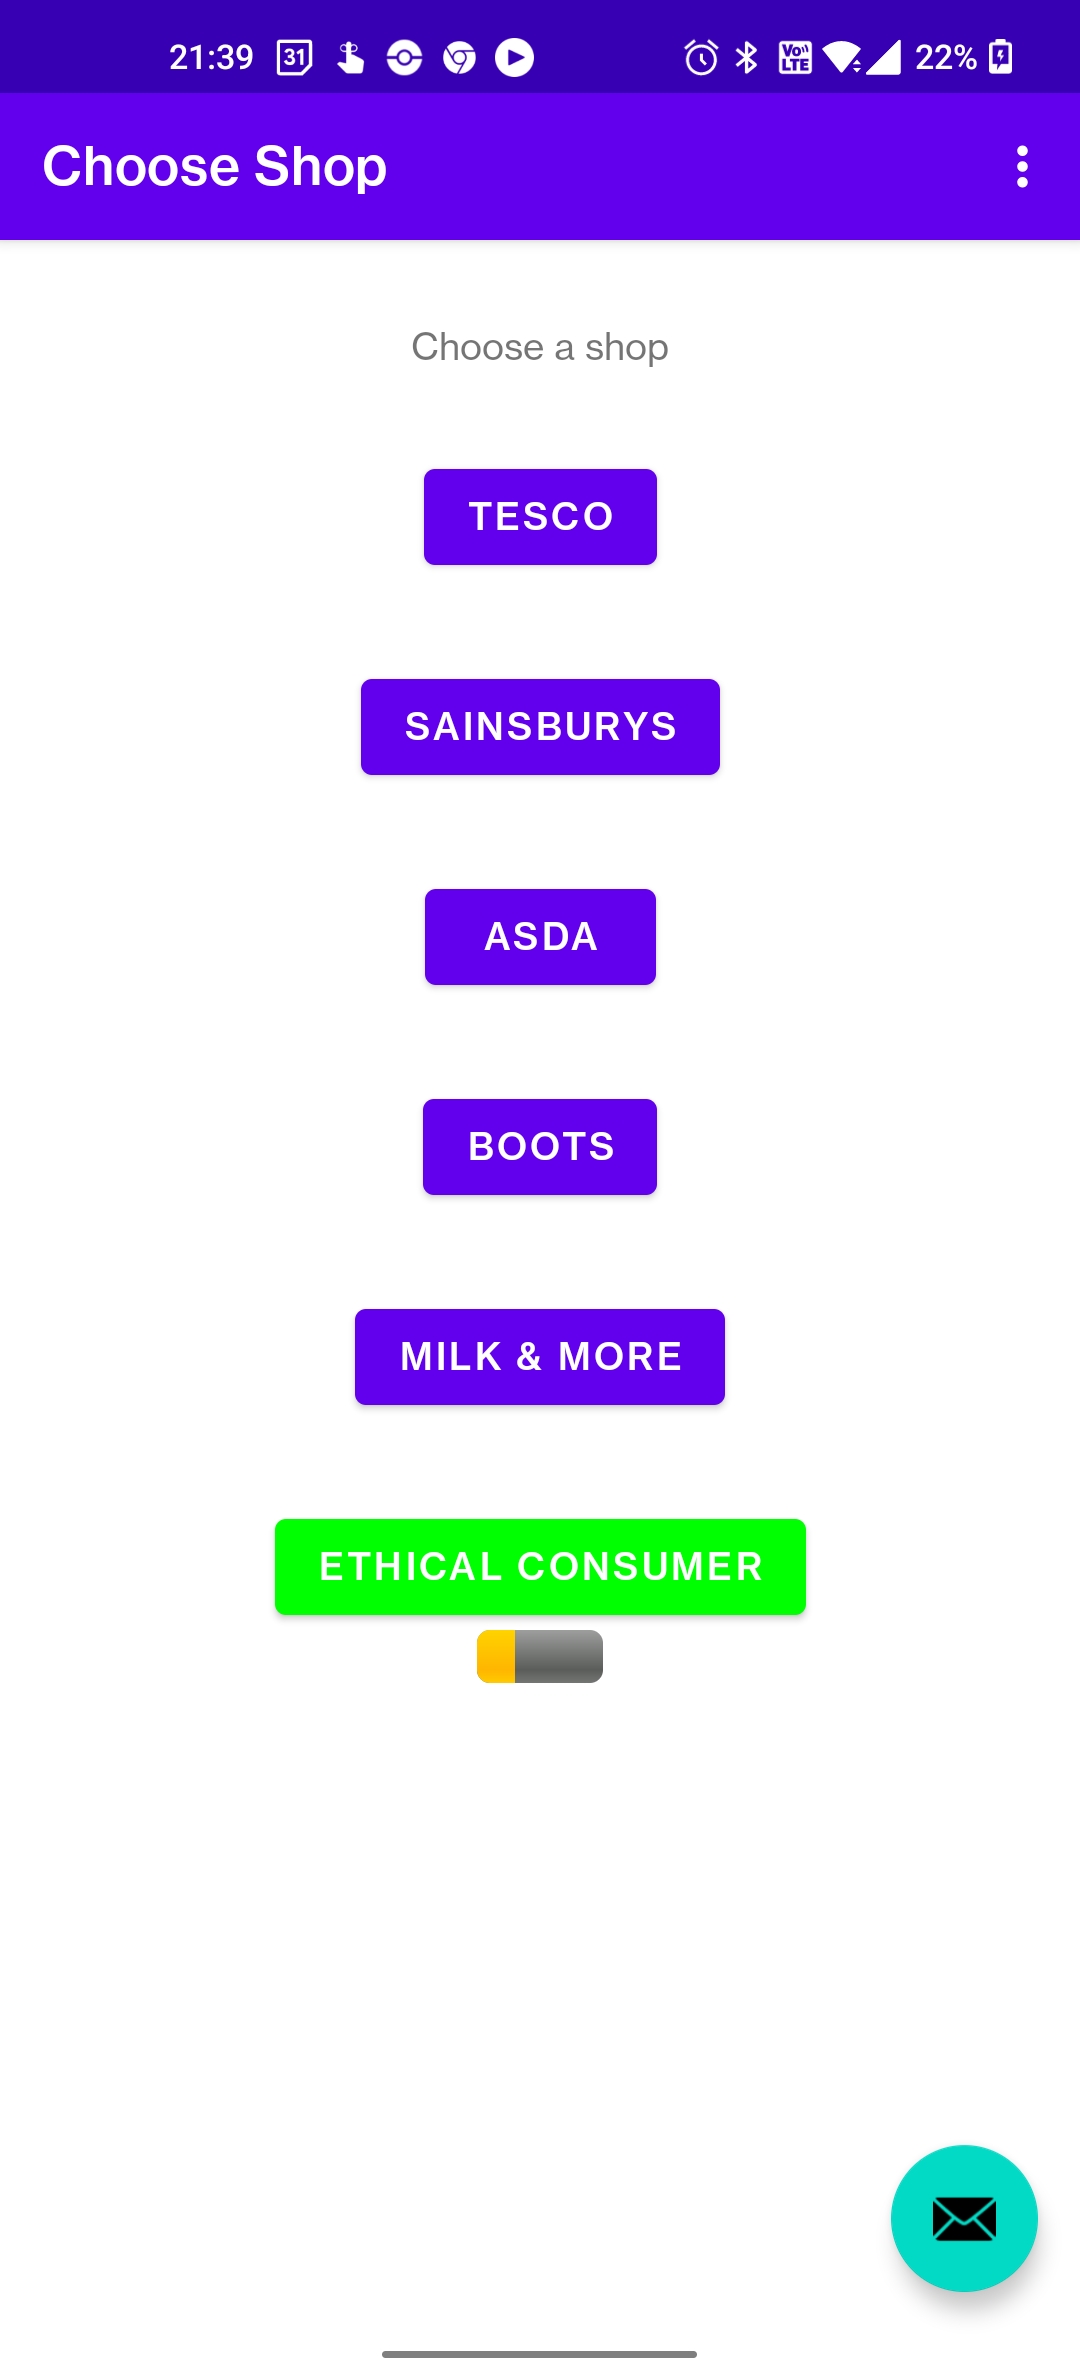 21:39 31 Vo LTE 22%
Choose Shop
Choose a shop
TESCO
SAINSBURYS
ASDA
BOOTS
MILK & MORE
ETHICAL CONSUMER